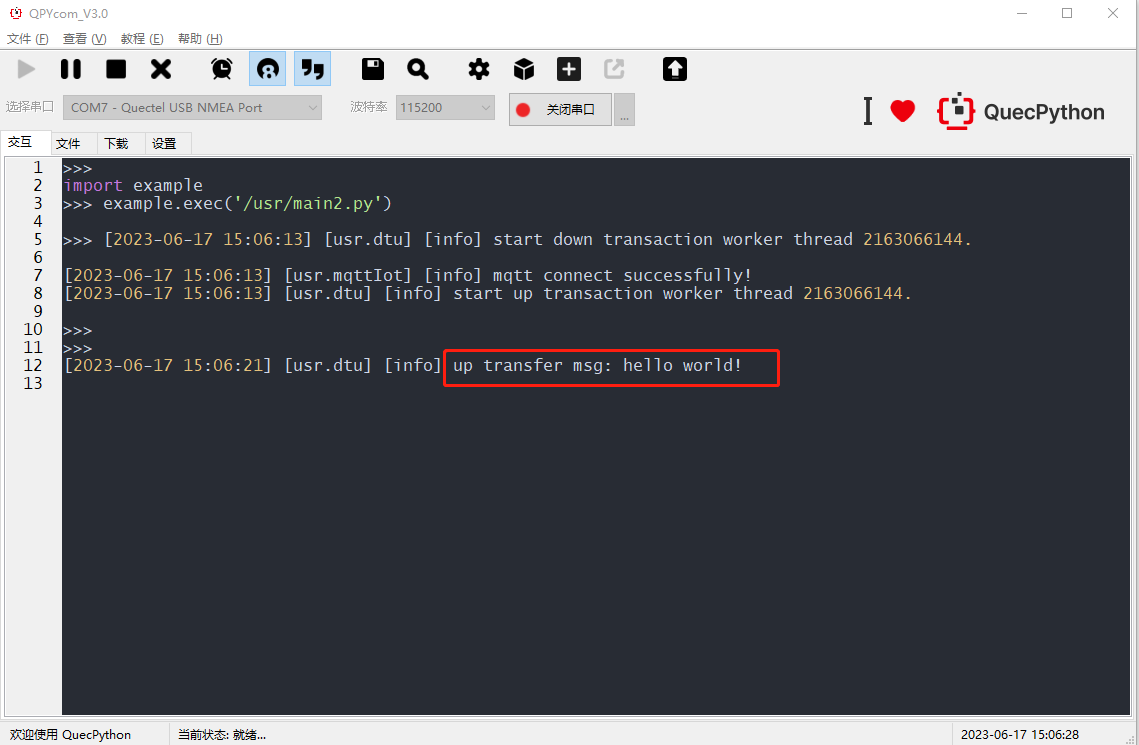 QPYcom_V3.0
文件 (F) 查看 (V) 教程 (E) 帮助 (H)
选择串口 COM7 - Quectel USB NMEA Port 波特率 115200 关闭串口 ... I QuecPython
交互 文件 下载 设置
1 >>>
2 import example
3 >>> example.exec('/usr/main2.py')
4
5 >>> [2023-06-17 15:06:13] [usr.dtu] [info] start down transaction worker thread 2163066144.
6
7 [2023-06-17 15:06:13] [usr.mqttIot] [info] mqtt connect successfully!
8 [2023-06-17 15:06:13] [usr.dtu] [info] start up transaction worker thread 2163066144.
9
10 >>>
11 >>>
12 [2023-06-17 15:06:21] [usr.dtu] [info] up transfer msg: hello world!
13
欢迎使用 QuecPython 当前状态: 就绪... 2023-06-17 15:06:28